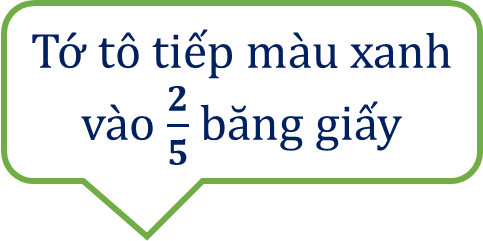 Tớ tô tiếp màu xanh
vào 2/5 băng giấy